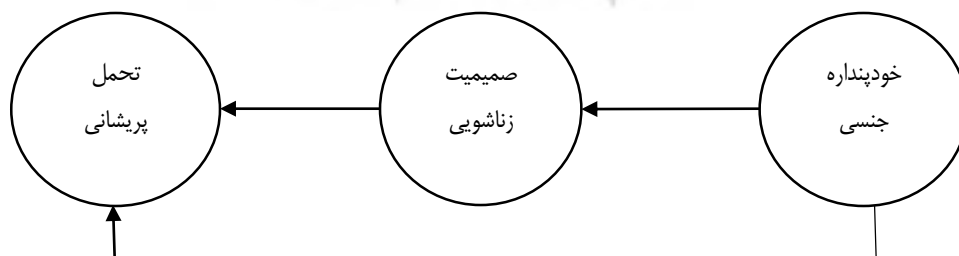 خودپنداره
جنسی
صمیمیت
زناشویی
تحمل
پریشانی